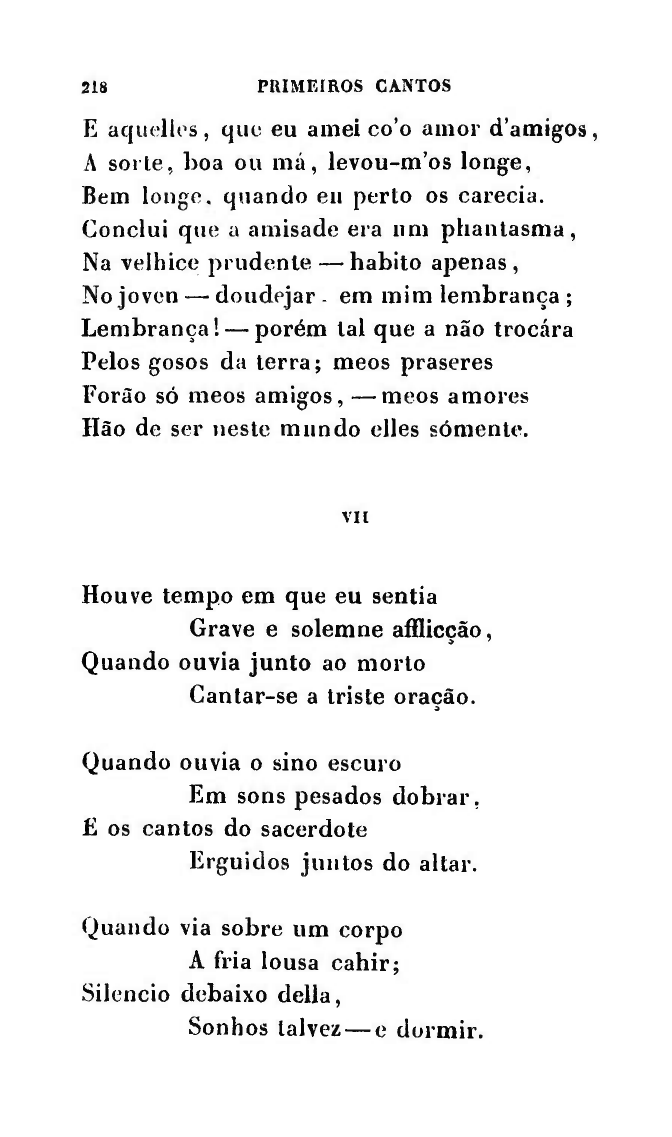 218 PRIMEIROS CANTOS
E aquelles, que eu amei co'o amor d'amigos,
A sorte, boa ou má, levou-m'os longe,
Bem longe. quando eu perto os carecia.
Conclui que a amisade era um phantasma,
Na velhice prudente — habito apenas,
No joven — doudejar - em mim lembrança;
Lembrança! — porém tal que a não trocára
Pelos gosos da terra; meos praseres
Forão só meos amigos, — meos amores
Hão de ser neste mundo elles sómente.
VII
Houve tempo em que eu sentia
Grave e solemne afflicção,
Quando ouvia junto ao morto
Cantar-se a triste oração.
Quando ouvia o sino escuro
Em sons pesados dobrar,
E os cantos do sacerdote
Erguidos juntos do altar.
Quando via sobre um corpo
A fria lousa cahir;
Silencio debaixo della,
Sonhos talvez — e dormir.